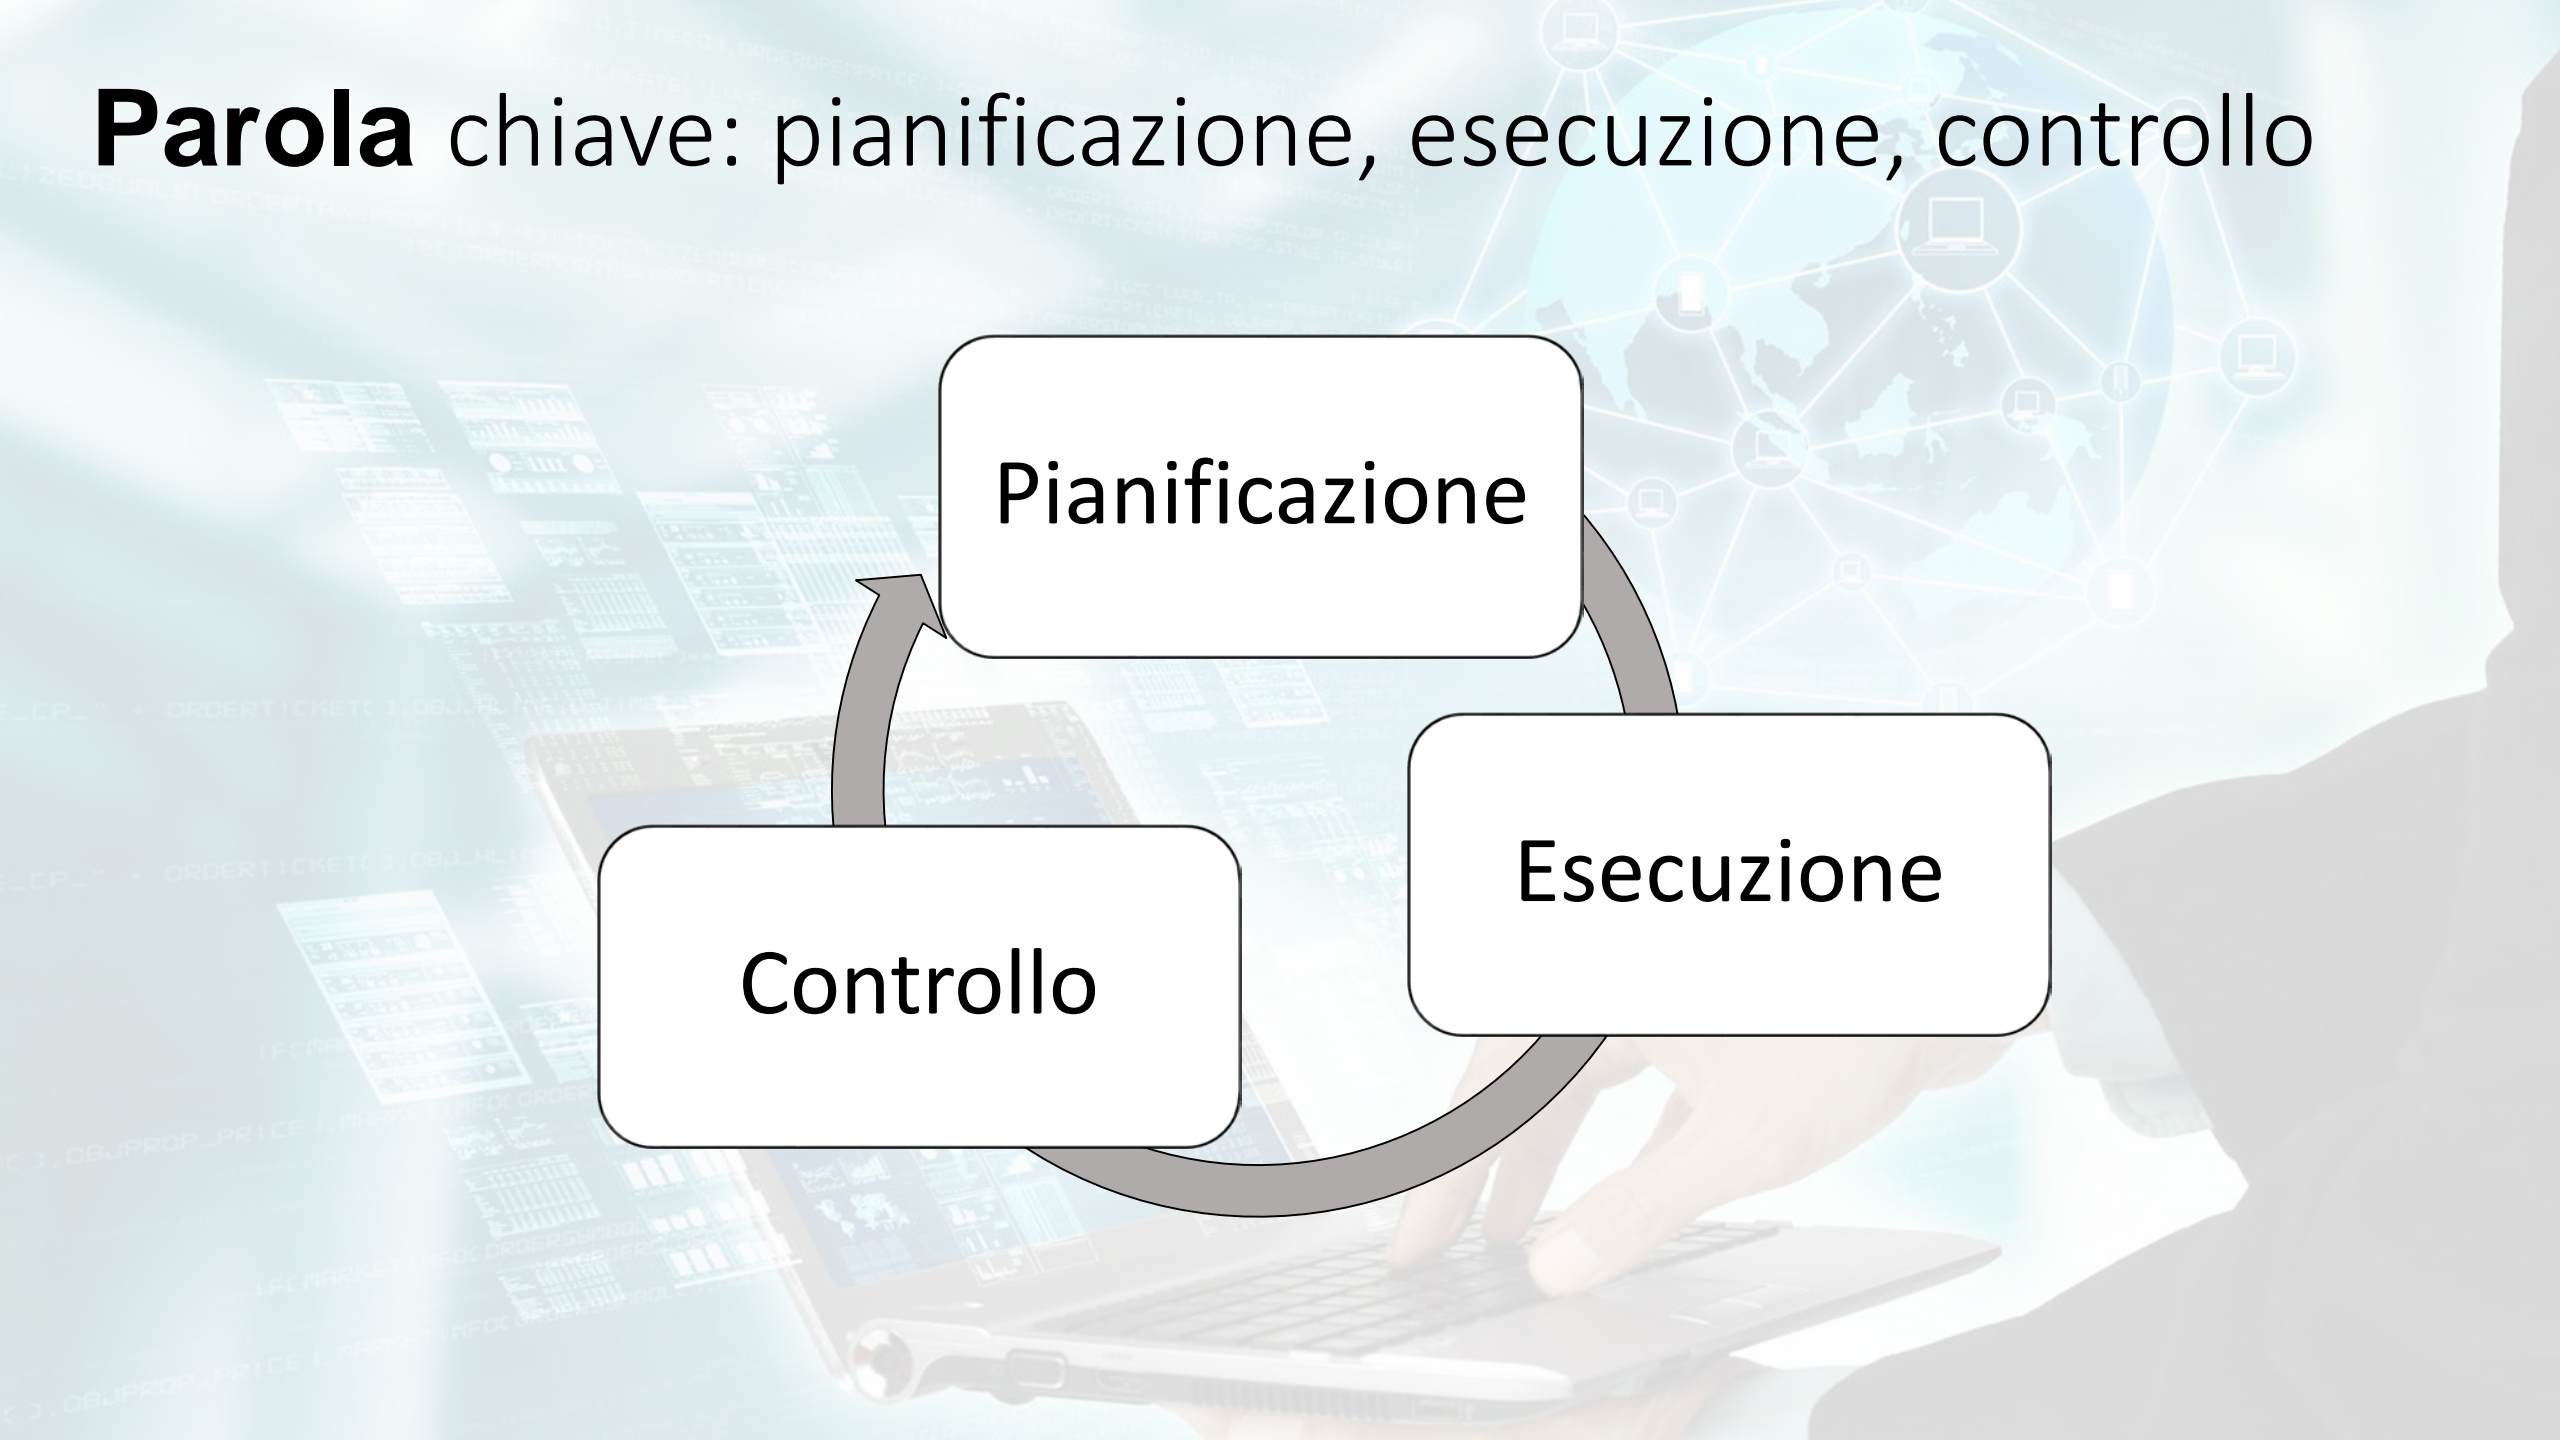 Parola chiave: pianificazione, esecuzione, controllo
Pianificazione
Esecuzione
Controllo